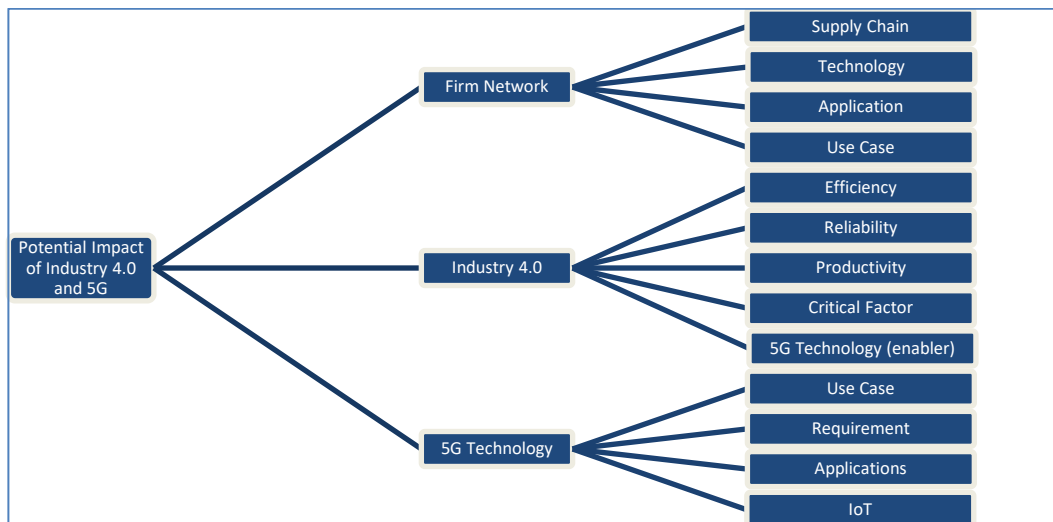 Supply Chain
Technology
Firm Network
Application
Use Case
Efficiency
Reliability
Potential Impact
of Industry 4.0
and 5G
Industry 4.0
Productivity
Critical Factor
5G Technology (enabler)
Use Case
Requirement
5G Technology
Applications
IoT